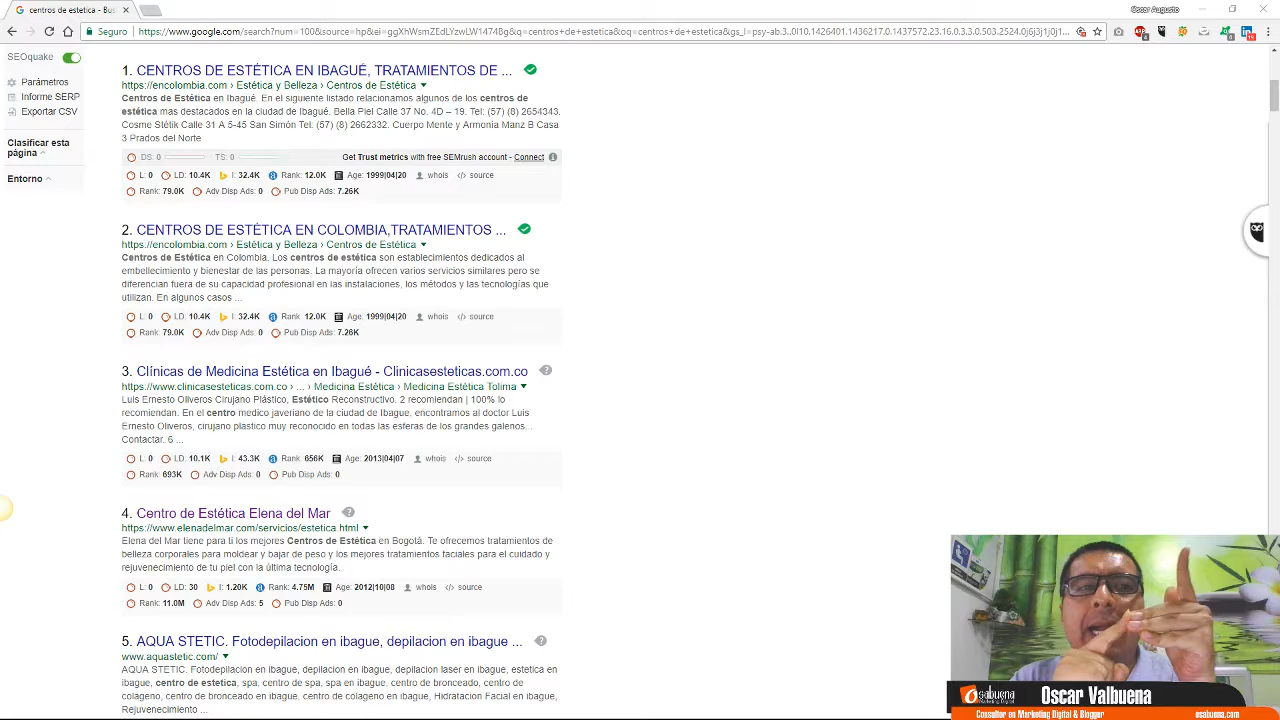 centros de estetica - Bus
Oscar Augusto
Seguro
https://www.google.com/search?num=100&source=hp&ei=ggXhWsmZEdLYzwLW1474Bg&q=centros+de+estetica&oq=centros+de+estetica&gs_l=psy-ab.3..0l10.1426401.1436217.0.1437572.23.16.0.3.3.0.503.2524.0j6j3j1j0j1...
SEOquake
Parámetros
Informe SERP
Exportar CSV
Clasificar esta
página
Entorno
1. CENTROS DE ESTÉTICA EN IBAGUÉ, TRATAMIENTOS DE ...
https://encolombia.com › Estética y Belleza › Centros de Estética
Centros de Estética en Ibagué. En el siguiente listado relacionamos algunos de los centros de
estética mas destacados en la ciudad de Ibagué. Bella Piel Calle 37 No. 4D – 19. Tel: (57) (8) 2654343.
Cosme Stétik Calle 31 A 5-45 San Simón Tel: (57) (8) 2662332. Cuerpo Mente y Armonia Manz B Casa
3 Prados del Norte
DS: 0 TS: 0 Get Trust metrics with free SEMrush account - Connect
L: 0 LD: 10.4K I: 32.4K Rank: 12.0K Age: 1999|04|20 whois </> source
Rank: 79.0K Adv Disp Ads: 0 Pub Disp Ads: 7.26K
2. CENTROS DE ESTÉTICA EN COLOMBIA,TRATAMIENTOS ...
https://encolombia.com › Estética y Belleza › Centros de Estética
Centros de Estética en Colombia. Los centros de estética son establecimientos dedicados al
embellecimiento y bienestar de las personas. La mayoría ofrecen varios servicios similares pero se
diferencian fuera de su capacidad profesional en las instalaciones, los métodos y las tecnologías que
utilizan. En algunos casos ...
L: 0 LD: 10.4K I: 32.4K Rank: 12.0K Age: 1999|04|20 whois </> source
Rank: 79.0K Adv Disp Ads: 0 Pub Disp Ads: 7.26K
3. Clínicas de Medicina Estética en Ibagué - Clinicasesteticas.com.co
https://www.clinicasesteticas.com.co › ... › Medicina Estética › Medicina Estética Tolima
Luis Ernesto Oliveros Cirujano Plástico, Estético Reconstructivo. 2 recomiendan | 100% lo
recomiendan. En el centro medico javeriano de la ciudad de Ibague, encontramos al doctor Luis
Ernesto Oliveros, cirujano plastico muy reconocido en todas las esferas de los grandes galenos...
Contactar. 6 ...
L: 0 LD: 10.1K I: 43.3K Rank: 656K Age: 2013|04|07 whois </> source
Rank: 693K Adv Disp Ads: 0 Pub Disp Ads: 0
4. Centro de Estética Elena del Mar
https://www.elenadelmar.com/servicios/estetica.html
Elena del Mar tiene para ti los mejores Centros de Estética en Bogotá. Te ofrecemos tratamientos de
belleza corporales para moldear y bajar de peso y los mejores tratamientos faciales para el cuidado y
rejuvenecimiento de tu piel con la última tecnología.
L: 0 LD: 30 I: 1.20K Rank: 4.75M Age: 2012|10|08 whois </> source
Rank: 11.0M Adv Disp Ads: 5 Pub Disp Ads: 0
5. AQUA STETIC. Fotodepilacion en ibague, depilacion en ibague ...
www.aquastetic.com/
AQUA STETIC. Fotodepilacion en ibague, depilacion en ibague, depilacion laser en ibague, estetica en
ibague, centro de estetica, spa, centro de spa, spa en ibague, centro de bronceado, centro de
colageno, centro de bronceado en ibague, centro de colageno en ibague, Hidratacion Facial en ibague,
Rejuvenecimiento ...
osabuena Oscar Valbuena
Consultor en Marketing Digital & Blogger osabuena.com